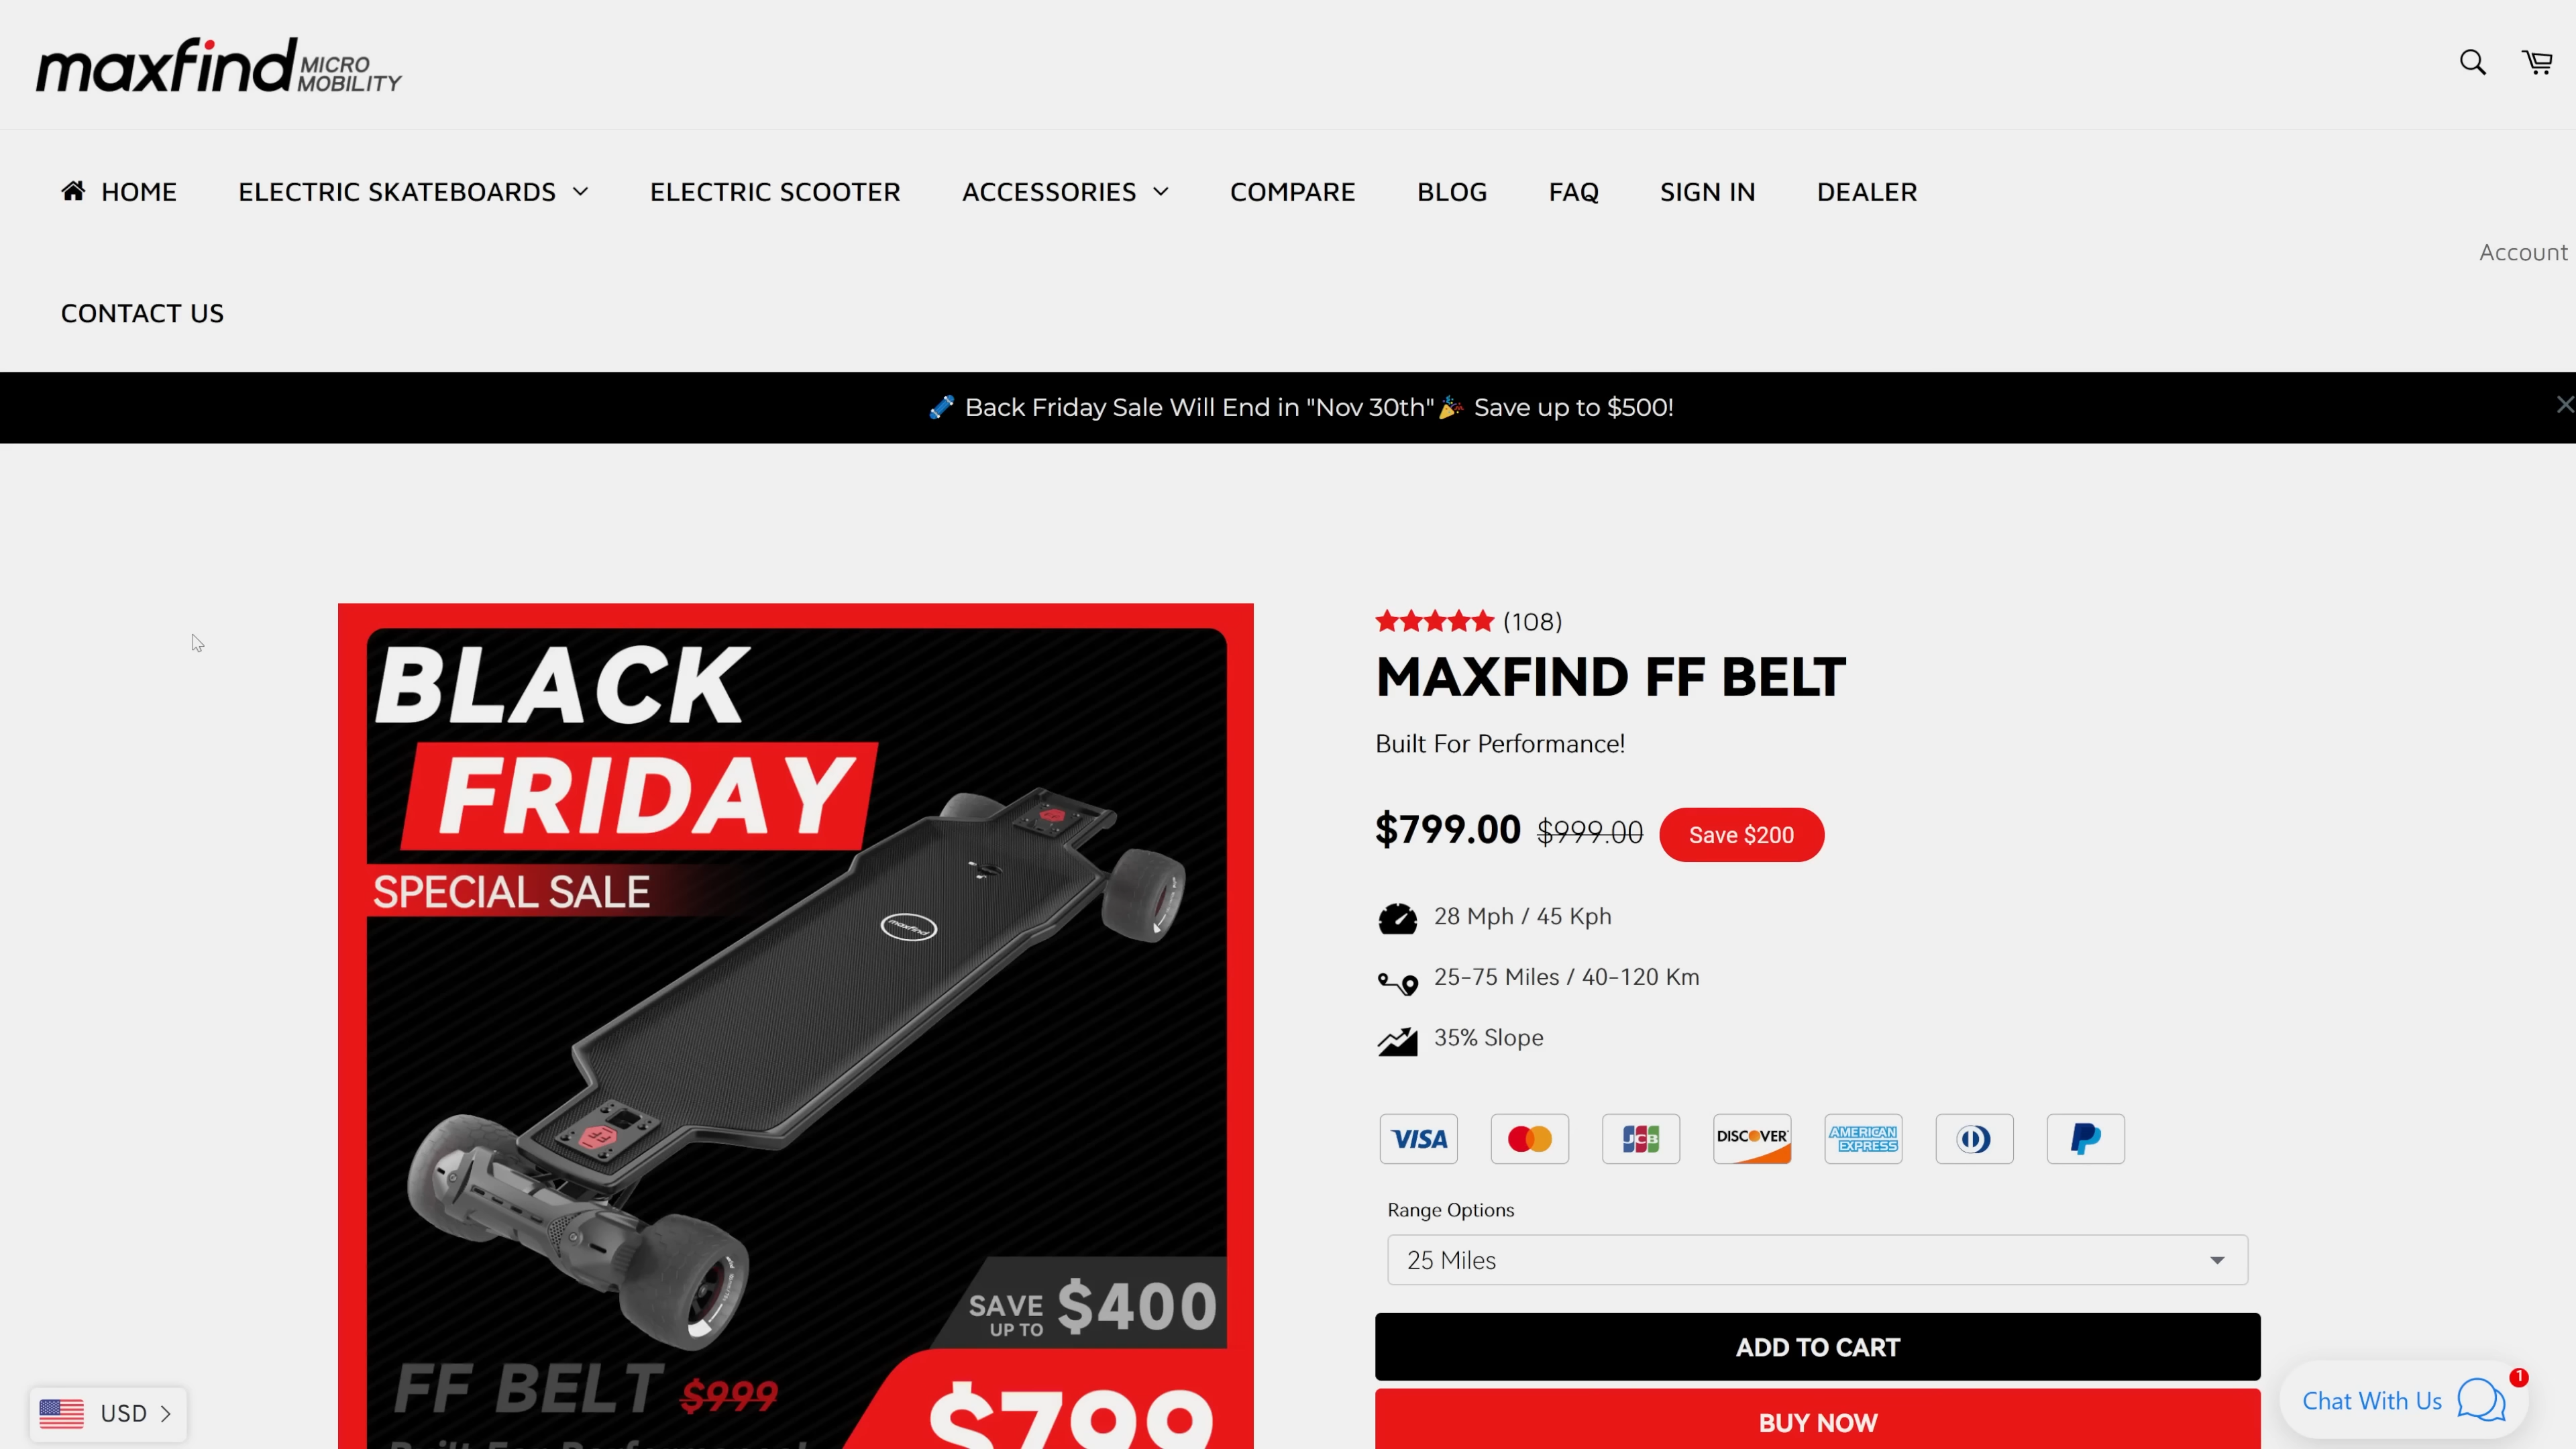 maxfind MICRO MOBILITY
HOME ELECTRIC SKATEBOARDS ELECTRIC SCOOTER ACCESSORIES COMPARE BLOG FAQ SIGN IN DEALER
Account
CONTACT US
Back Friday Sale Will End in "Nov 30th" Save up to $500!
BLACK
FRIDAY
SPECIAL SALE
maxfind
SAVE UP TO $400
FF BELT $999
$799
(108)
MAXFIND FF BELT
Built For Performance!
$799.00 $999.00 Save $200
28 Mph / 45 Kph
25-75 Miles / 40-120 Km
35% Slope
VISA JCB DISCOVER AMERICAN EXPRESS
Range Options
25 Miles
ADD TO CART
BUY NOW
USD
Chat With Us 1